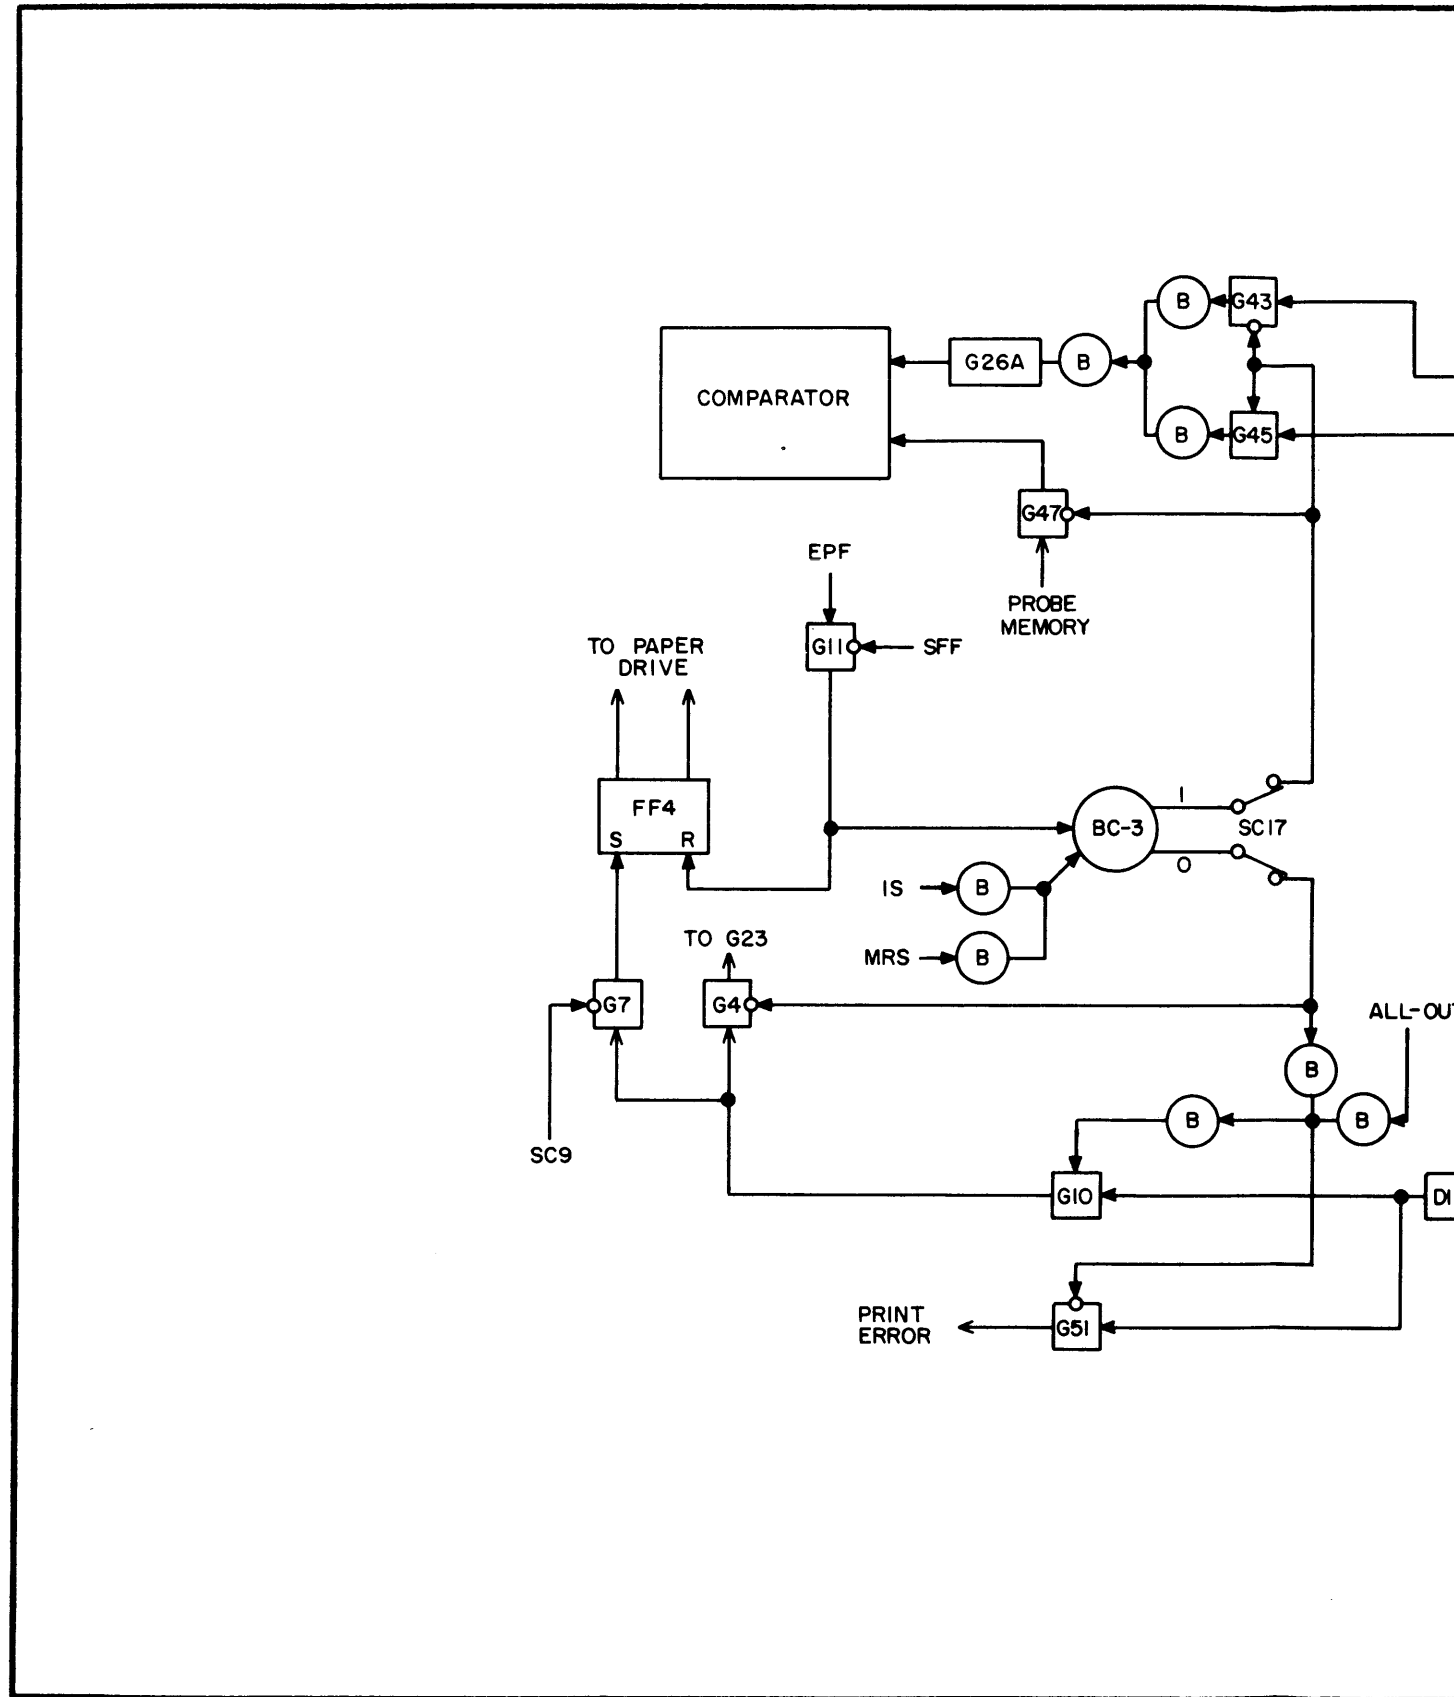 B
G43
G26A
B
COMPARATOR
B
G45
G47
EPF
PROBE
MEMORY
G11
SFF
TO PAPER
DRIVE
FF4
S
R
1
BC-3
SC17
0
IS
B
TO G23
MRS
B
G7
G4
ALL-OUT
B
B
B
SC9
G10
D1
PRINT
ERROR
G51